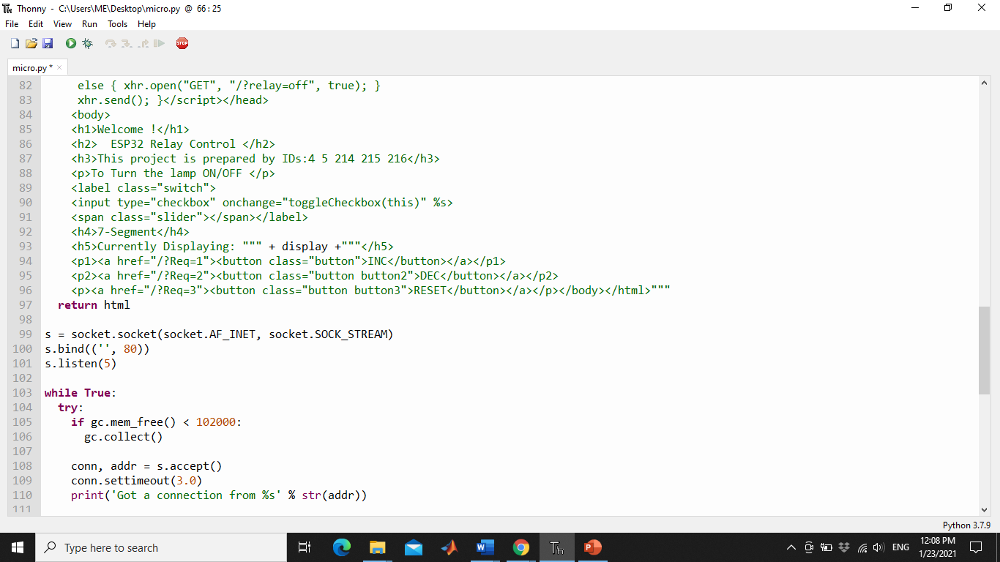 Thonny - C:\Users\ME\Desktop\micro.py @ 66:25
File Edit View Run Tools Help
STOP
micro.py *
82 else { xhr.open("GET", "/?relay=off", true); }
83 xhr.send(); }</script></head>
84 <body>
85 <h1>Welcome !</h1>
86 <h2>  ESP32 Relay Control </h2>
87 <h3>This project is prepared by IDs:4 5 214 215 216</h3>
88 <p>To Turn the lamp ON/OFF </p>
89 <label class="switch">
90 <input type="checkbox" onchange="toggleCheckbox(this)" %s>
91 <span class="slider"></span></label>
92 <h4>7-Segment</h4>
93 <h5>Currently Displaying: """ + display +"""</h5>
94 <p1><a href="/?Req=1"><button class="button">INC</button></a></p1>
95 <p2><a href="/?Req=2"><button class="button button2">DEC</button></a></p2>
96 <p><a href="/?Req=3"><button class="button button3">RESET</button></a></p></body></html>"""
97 return html
98
99 s = socket.socket(socket.AF_INET, socket.SOCK_STREAM)
100 s.bind(('', 80))
101 s.listen(5)
102
103 while True:
104 try:
105 if gc.mem_free() < 102000:
106 gc.collect()
107
108 conn, addr = s.accept()
109 conn.settimeout(3.0)
110 print('Got a connection from %s' % str(addr))
111
Python 3.7.9
Type here to search
ENG
12:08 PM
1/23/2021